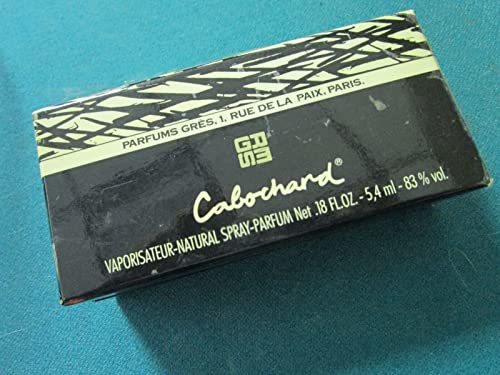 PARFUMS GRÈS. 1, RUE DE LA PAIX, PARIS.
GRES
Cabochard®
VAPORISATEUR-NATURAL SPRAY-PARFUM Net .18 FL.OZ. - 5,4 ml - 83 % vol.